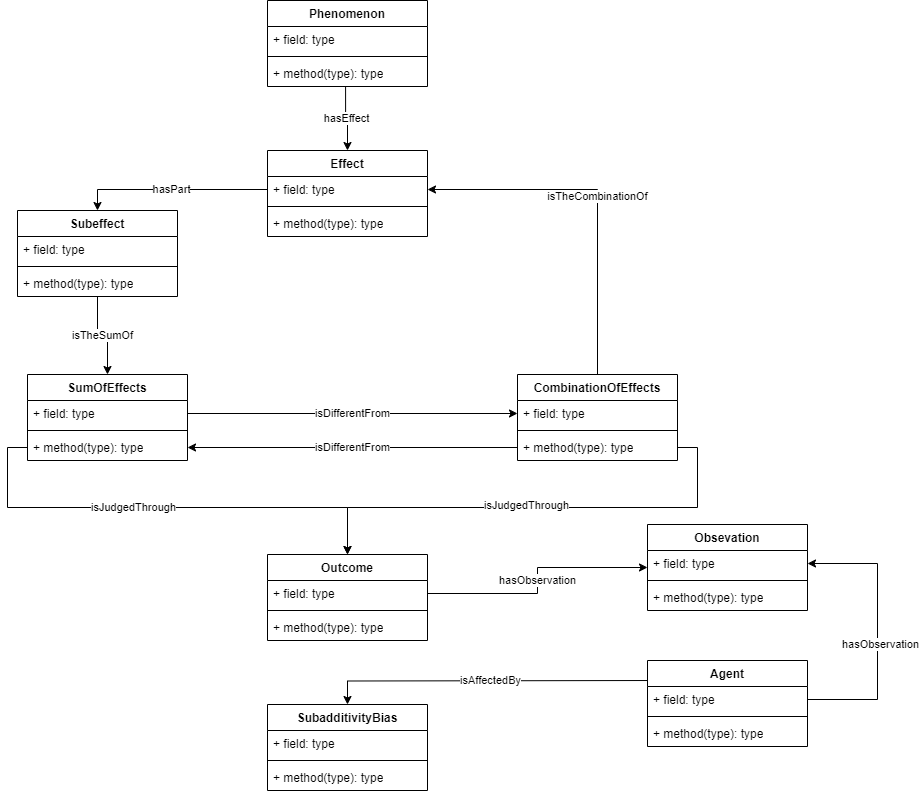 Phenomenon
+ field: type
+ method(type): type
hasEffect
Effect
+ field: type
+ method(type): type
hasPart
isTheCombinationOf
Subeffect
+ field: type
+ method(type): type
isTheSumOf
SumOfEffects
+ field: type
+ method(type): type
CombinationOfEffects
+ field: type
+ method(type): type
isDifferentFrom
isDifferentFrom
isJudgedThrough
isJudgedThrough
Outcome
+ field: type
+ method(type): type
hasObservation
Obsevation
+ field: type
+ method(type): type
hasObservation
Agent
+ field: type
+ method(type): type
isAffectedBy
SubadditivityBias
+ field: type
+ method(type): type